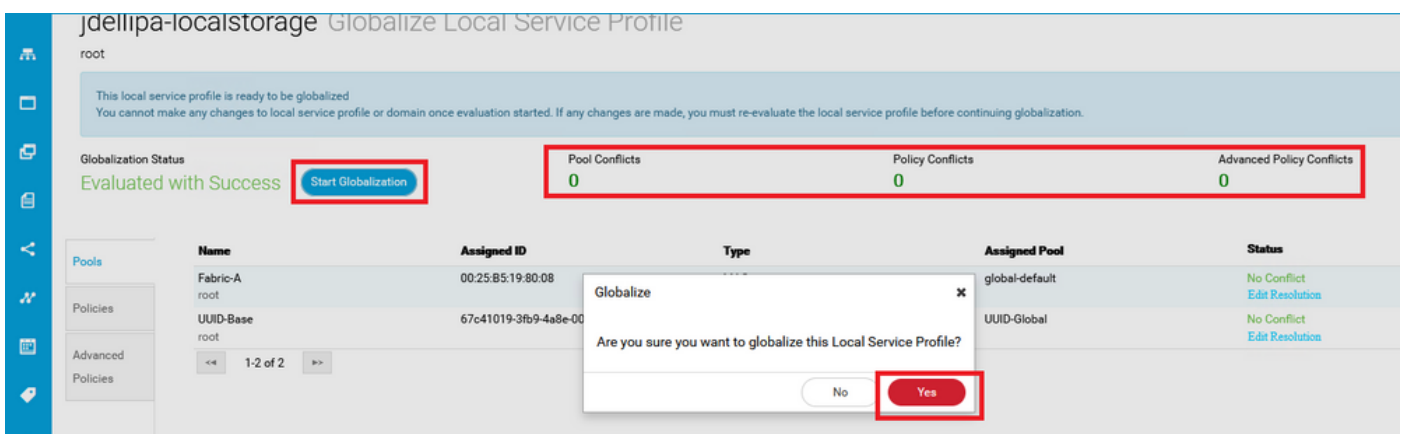 jdellipa-localstorage Globalize Local Service Profile
root
This local service profile is ready to be globalized
You cannot make any changes to local service profile or domain once evaluation started. If any changes are made, you must re-evaluate the local service profile before continuing globalization.
Globalization Status
Evaluated with Success
Start Globalization
Pool Conflicts
0
Policy Conflicts
0
Advanced Policy Conflicts
0
Pools
Policies
Advanced
Policies
Name Assigned ID Type Assigned Pool Status
Fabric-A 00:25:B5:19:80:08 global-default No Conflict
root Edit Resolution
UUID-Base 67c41019-3fb9-4a8e-00 UUID-Global No Conflict
root Edit Resolution
1-2 of 2
Globalize
Are you sure you want to globalize this Local Service Profile?
No
Yes